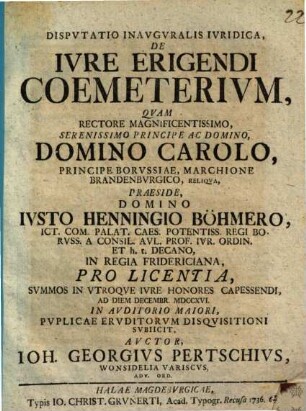 22
DISPVTATIO INAVGVRALIS IVRIDICA,
DE
IVRE ERIGENDI
COEMETERIVM,
QVAM
RECTORE MAGNIFICENTISSIMO,
SERENISSIMO PRINCIPE AC DOMINO,
DOMINO CAROLO,
PRINCIPE BORVSSIAE, MARCHIONE
BRANDENBVRGICO, RELIQVA,
PRAESIDE,
DOMINO
IVSTO HENNINGIO BÖHMERO,
ICT. COM. PALAT. CAES. POTENTISS. REGI BO-
RVSS. A CONSIL. AVL. PROF. IVR. ORDIN.
ET h. t. DECANO,
IN REGIA FRIDERICIANA,
PRO LICENTIA,
SVMMOS IN VTROQVE IVRE HONORES CAPESSENDI,
AD DIEM DECEMBR. MDCCXVI.
IN AVDITORIO MAIORI,
PVPLICAE ERVDITORVM DISQVISITIONI
SVBIICIT,
AVCTOR,
IOH. GEORGIVS PERTSCHIVS,
WONSIDELIA VARISCVS,
ADV. ORD.
HALAE MAGDEBVRGICAE,
Typis IO. CHRIST. GRVNERTI, Acad. Typogr. Recusa 1736.